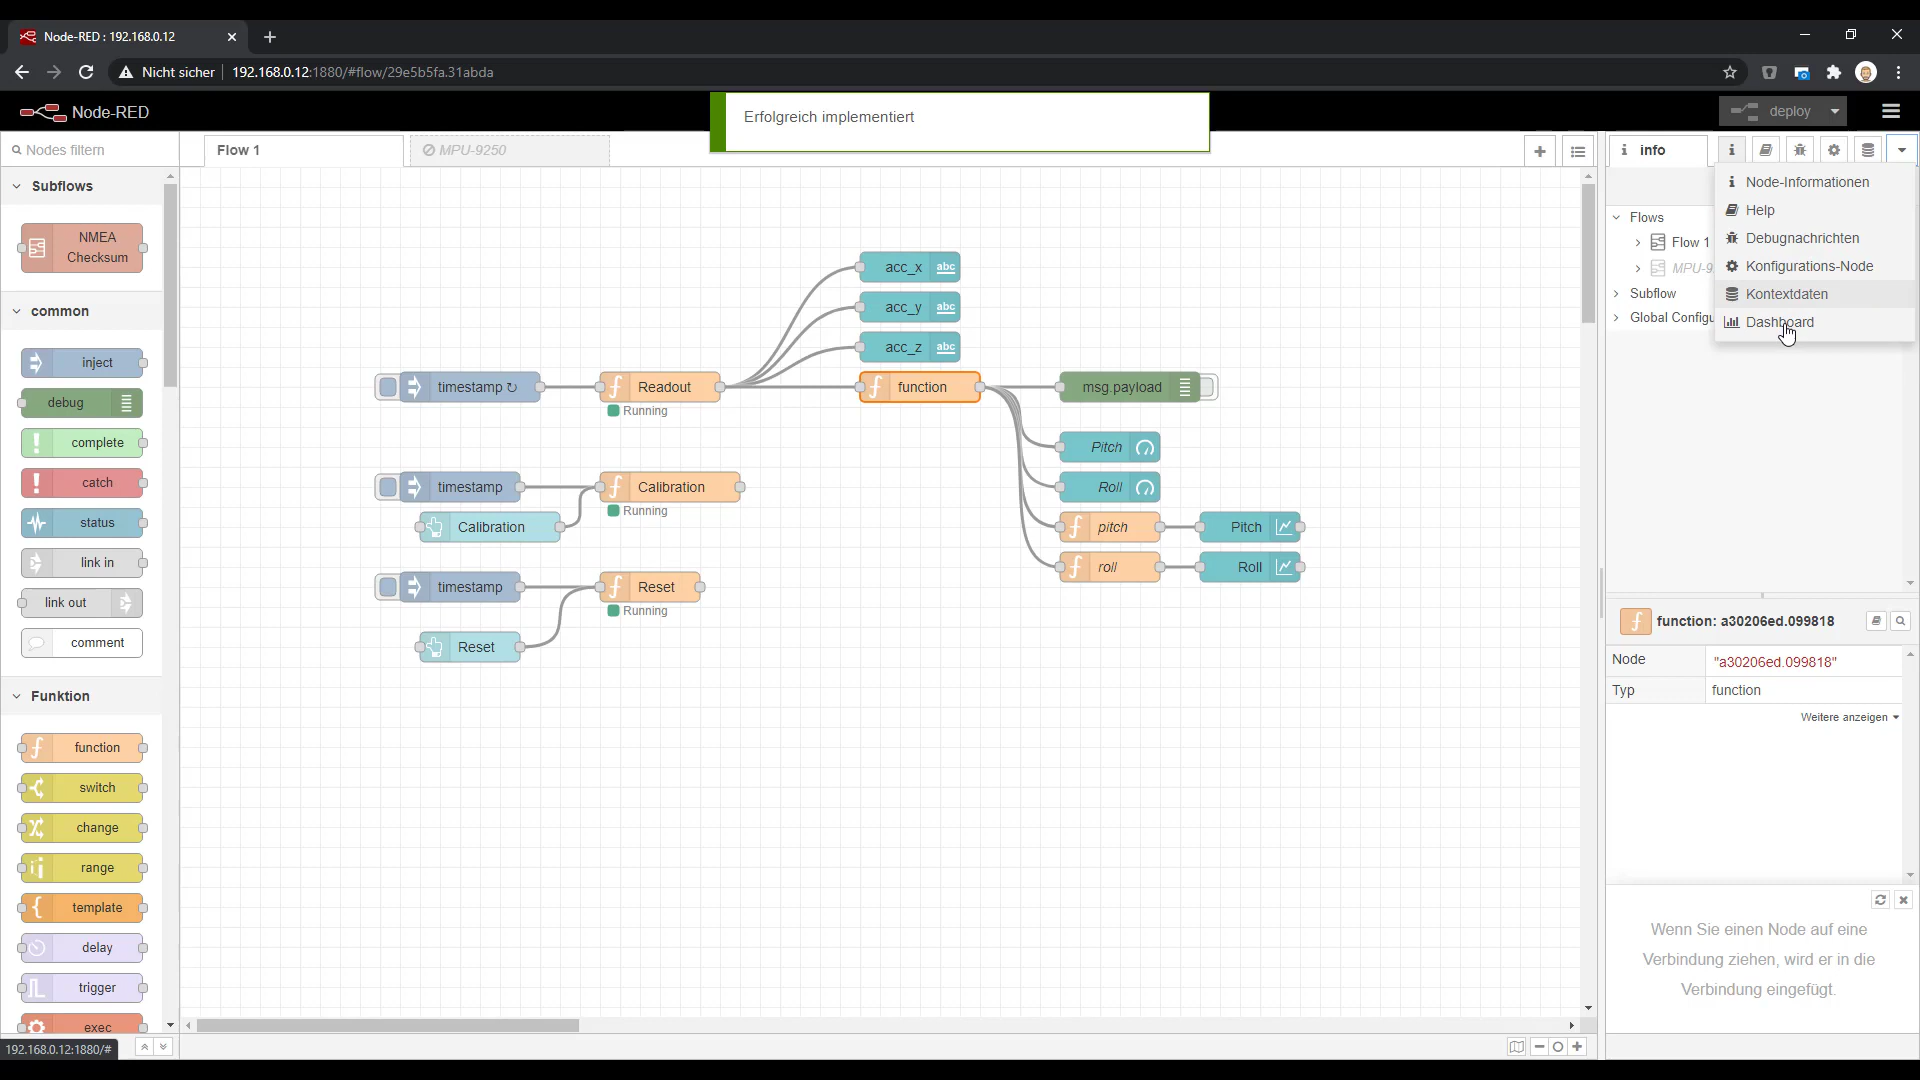 Node-RED : 192.168.0.12
Nicht sicher
192.168.0.12:1880/#flow/29e5b5fa.31abda
Node-RED
Erfolgreich implementiert
deploy
Nodes filtern
Flow 1
MPU-9250
info
Subflows
NMEA
Checksum
common
inject
debug
complete
catch
status
link in
link out
comment
Funktion
function
switch
change
range
template
delay
trigger
exec
192.168.0.12:1880/#
acc_x
abc
acc_y
abc
acc_z
abc
timestamp ↻
Readout
Running
function
msg.payload
Pitch
Roll
timestamp
Calibration
Running
Calibration
pitch
Pitch
roll
Roll
timestamp
Reset
Running
Reset
Flows
Flow 1
MPU-9
Subflow
Global Configu
Node-Informationen
Help
Debugnachrichten
Konfigurations-Node
Kontextdaten
Dashboard
function: a30206ed.099818
Node
"a30206ed.099818"
Typ
function
Weitere anzeigen
Wenn Sie einen Node auf eine
Verbindung ziehen, wird er in die
Verbindung eingefügt.